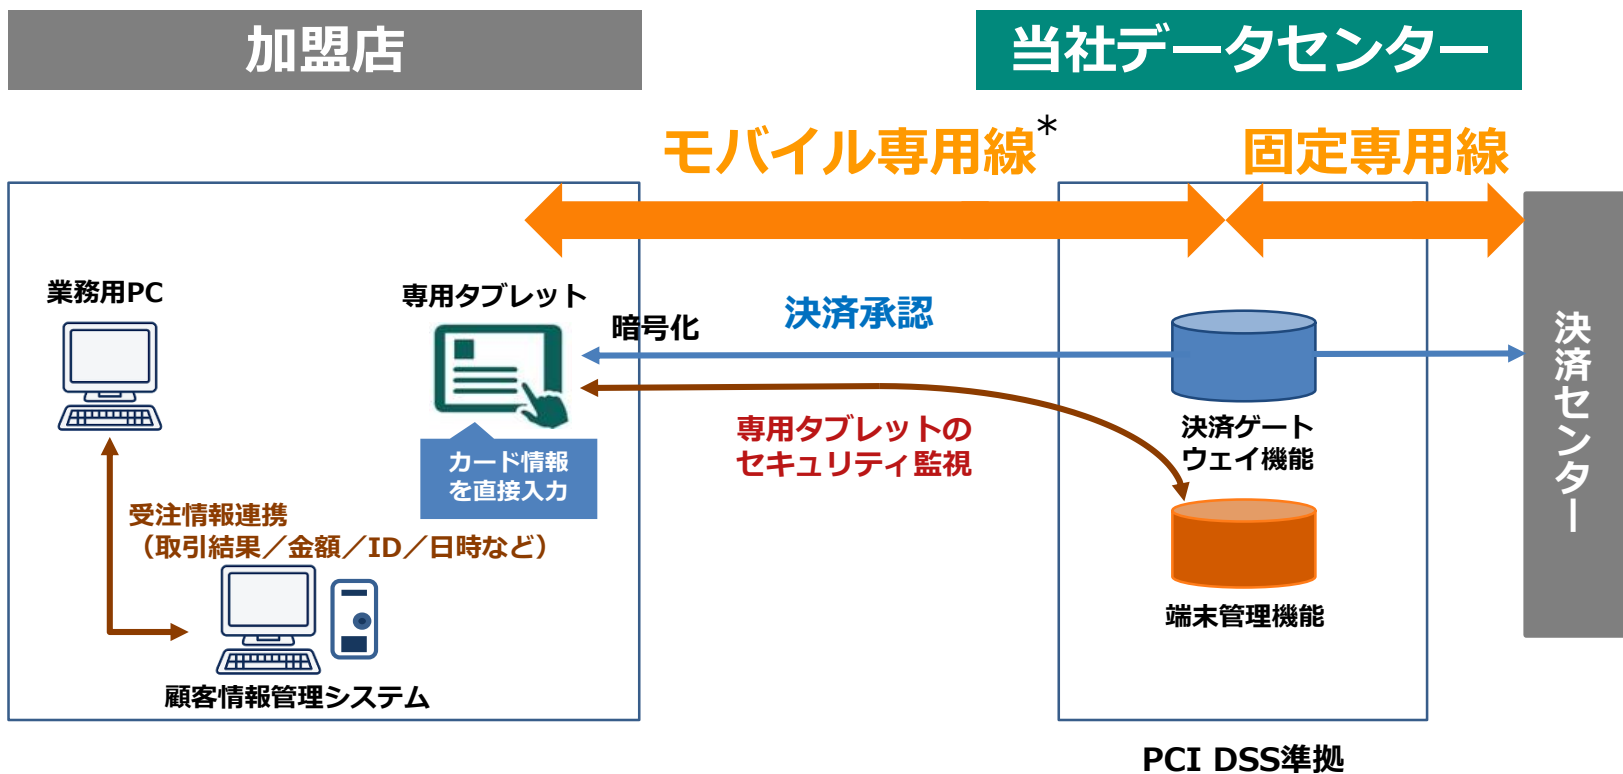 加盟店
当社データセンター
モバイル専用線*
固定専用線
業務用PC
専用タブレット
暗号化
決済承認
カード情報
を直接入力
専用タブレットの
セキュリティ監視
決済ゲート
ウェイ機能
決済センター
受注情報連携
（取引結果／金額／ID／日時など）
端末管理機能
顧客情報管理システム
PCI DSS準拠